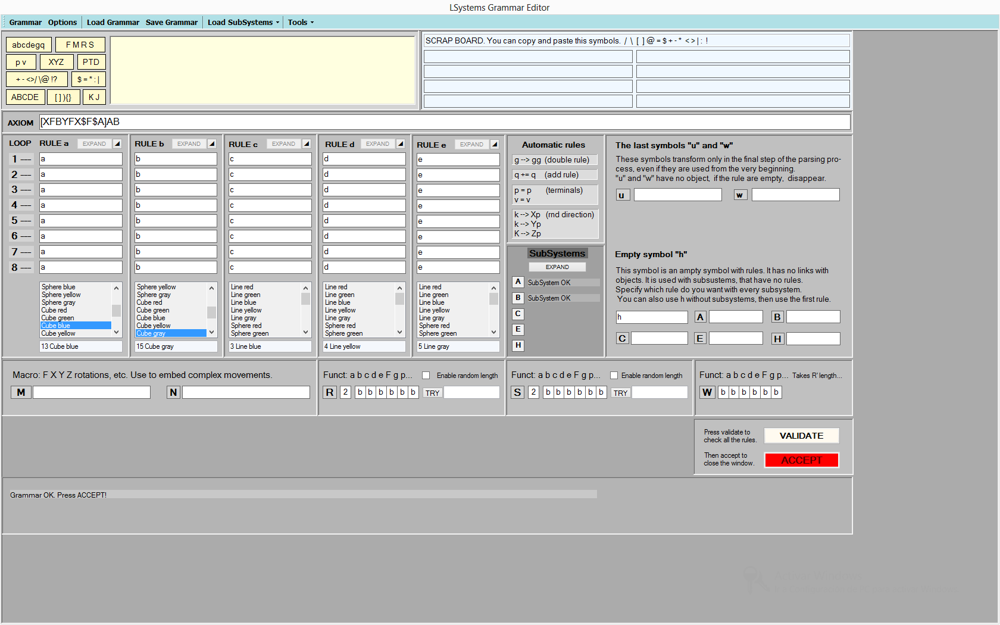 LSystems Grammar Editor
Grammar Options Load Grammar Save Grammar Load SubSystems Tools
abcdegq F M R S
p v XYZ PTD
+ - <>/ \@ !? $ = * : |
ABCDE [ ] ){} K J
SCRAP BOARD. You can copy and paste this symbols. / \ [ ] @ = $ + - * < > | : !
AXIOM [XFBYFX$F$A]AB
LOOP RULE a EXPAND RULE b EXPAND RULE c EXPAND RULE d EXPAND RULE e EXPAND
1 --- a b c d e
2 --- a b c d e
3 --- a b c d e
4 --- a b c d e
5 --- a b c d e
6 --- a b c d e
7 --- a b c d e
8 --- a b c d e
Sphere blue
Sphere yellow
Sphere gray
Cube red
Cube green
Cube blue
Cube yellow
13 Cube blue
Sphere yellow
Sphere gray
Cube red
Cube green
Cube blue
Cube yellow
Cube gray
15 Cube gray
Line red
Line green
Line blue
Line yellow
Line gray
Sphere red
Sphere green
3 Line blue
Line red
Line green
Line blue
Line yellow
Line gray
Sphere red
Sphere green
4 Line yellow
Line red
Line green
Line blue
Line yellow
Line gray
Sphere red
Sphere green
5 Line gray
Automatic rules
g --> gg (double rule)
q += q (add rule)
p = p (terminals)
v = v
k --> Xp (rnd direction)
k --> Yp
K --> Zp
SubSystems
EXPAND
A SubSystem OK
B SubSystem OK
C
E
H
The last symbols "u" and "w"
These symbols transform only in the final step of the parsing pro-
cess, even if they are used from the very beginning.
"u" and "w" have no object, if the rule are empty, disappear.
u w
Empty symbol "h"
This symbol is an ampty symbol with rules. It has no links with
objects. It is used with subsustems, that have no rules.
Specify which rule do you want with every subsystem.
You can also use h without subsystems, then use the first rule.
h A B
C E H
Macro: F X Y Z rotations, etc. Use to embed complex movements.
M N
Funct: a b c d e F g p... Enable random length
R 2 b b b b b b TRY
Funct: a b c d e F g p... Enable random length
S 2 b b b b b b TRY
Funct: a b c d e F g p... Takes R' length...
W b b b b b b
Press validate to
check all the rules.
VALIDATE
Then accept to
close the window.
ACCEPT
Grammar OK. Press ACCEPT!